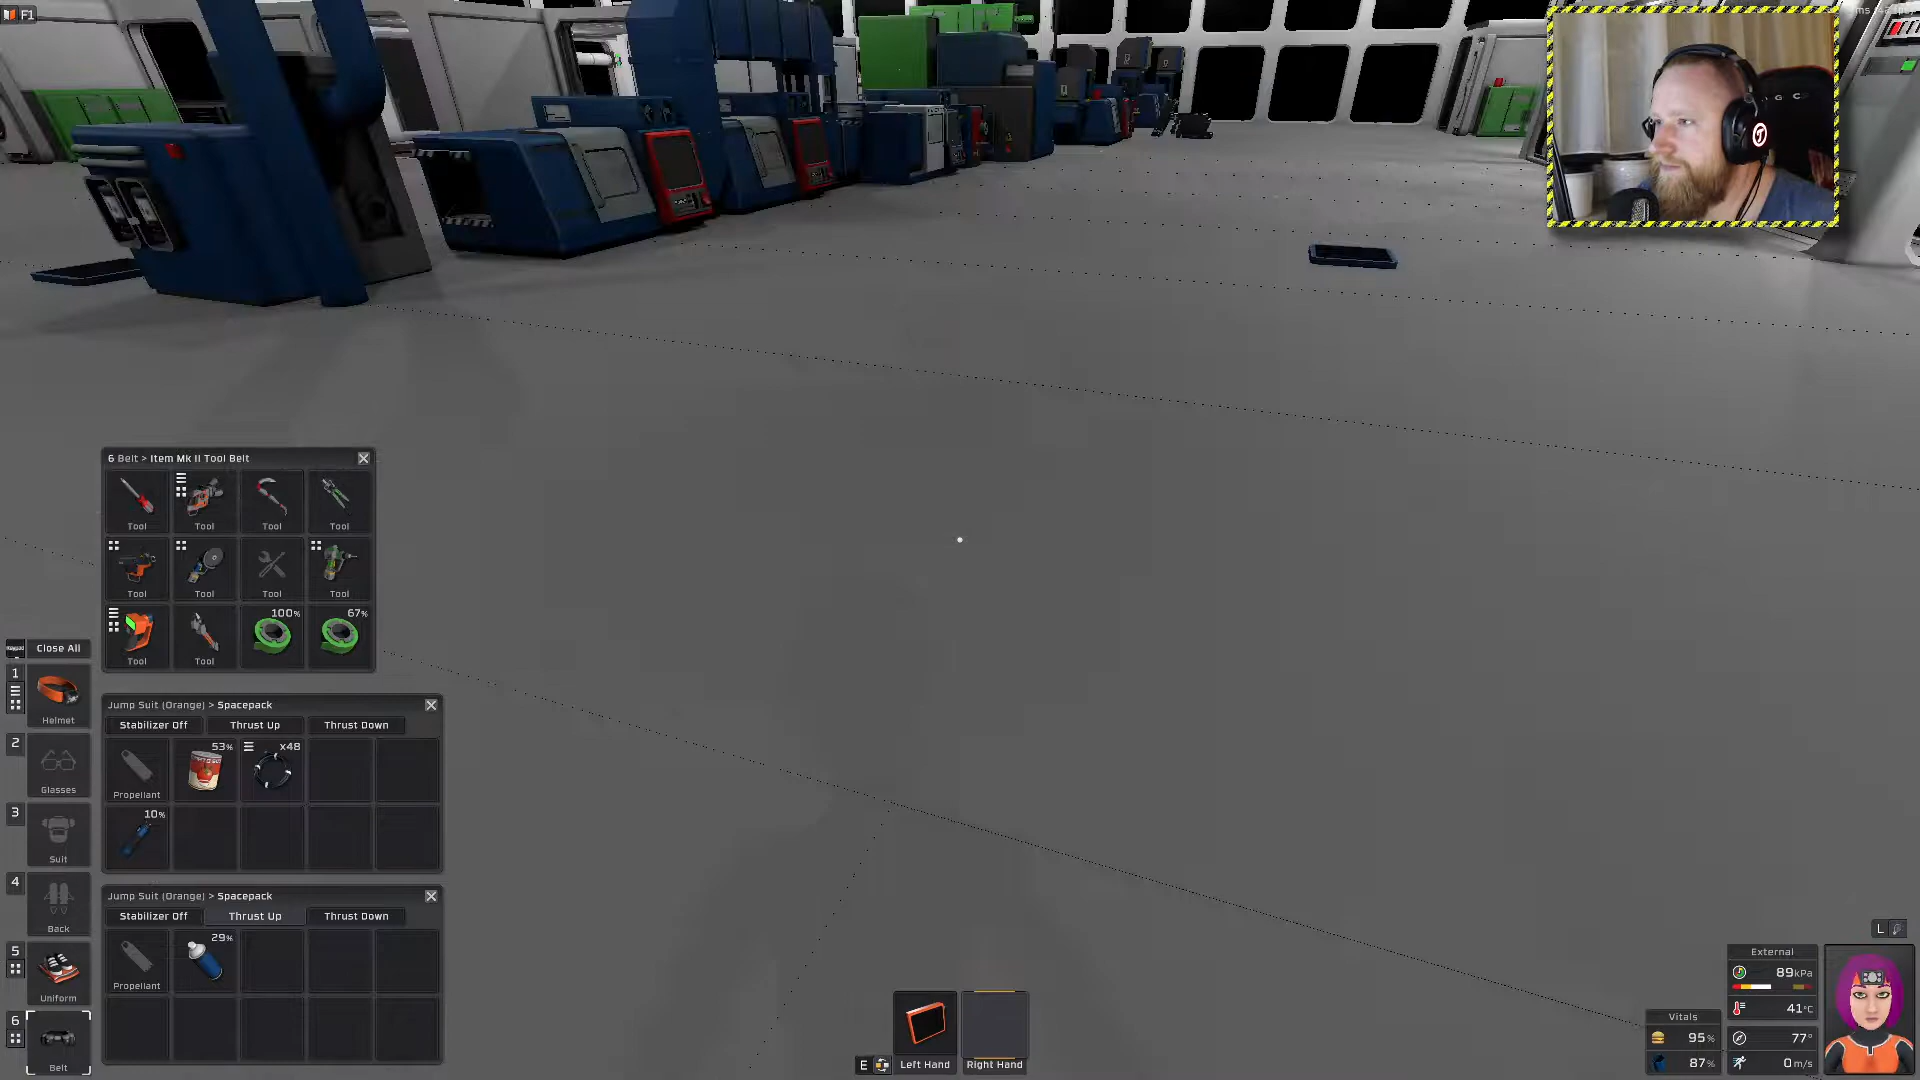 F1
6 Belt > Item Mk II Tool Belt
Tool
Tool
Tool
Tool
Tool
Tool
Tool
Tool
100%
67%
Tool
Tool
Close All
1
Helmet
2
Glasses
3
Suit
4
Back
5
Uniform
6
Belt
Jump Suit (Orange) > Spacepack
Stabilizer Off
Thrust Up
Thrust Down
53%
x48
Propellant
10%
Jump Suit (Orange) > Spacepack
Stabilizer Off
Thrust Up
Thrust Down
29%
Propellant
E
Left Hand
Right Hand
L
External
89kPa
41°C
Vitals
95%
77°
87%
0m/s